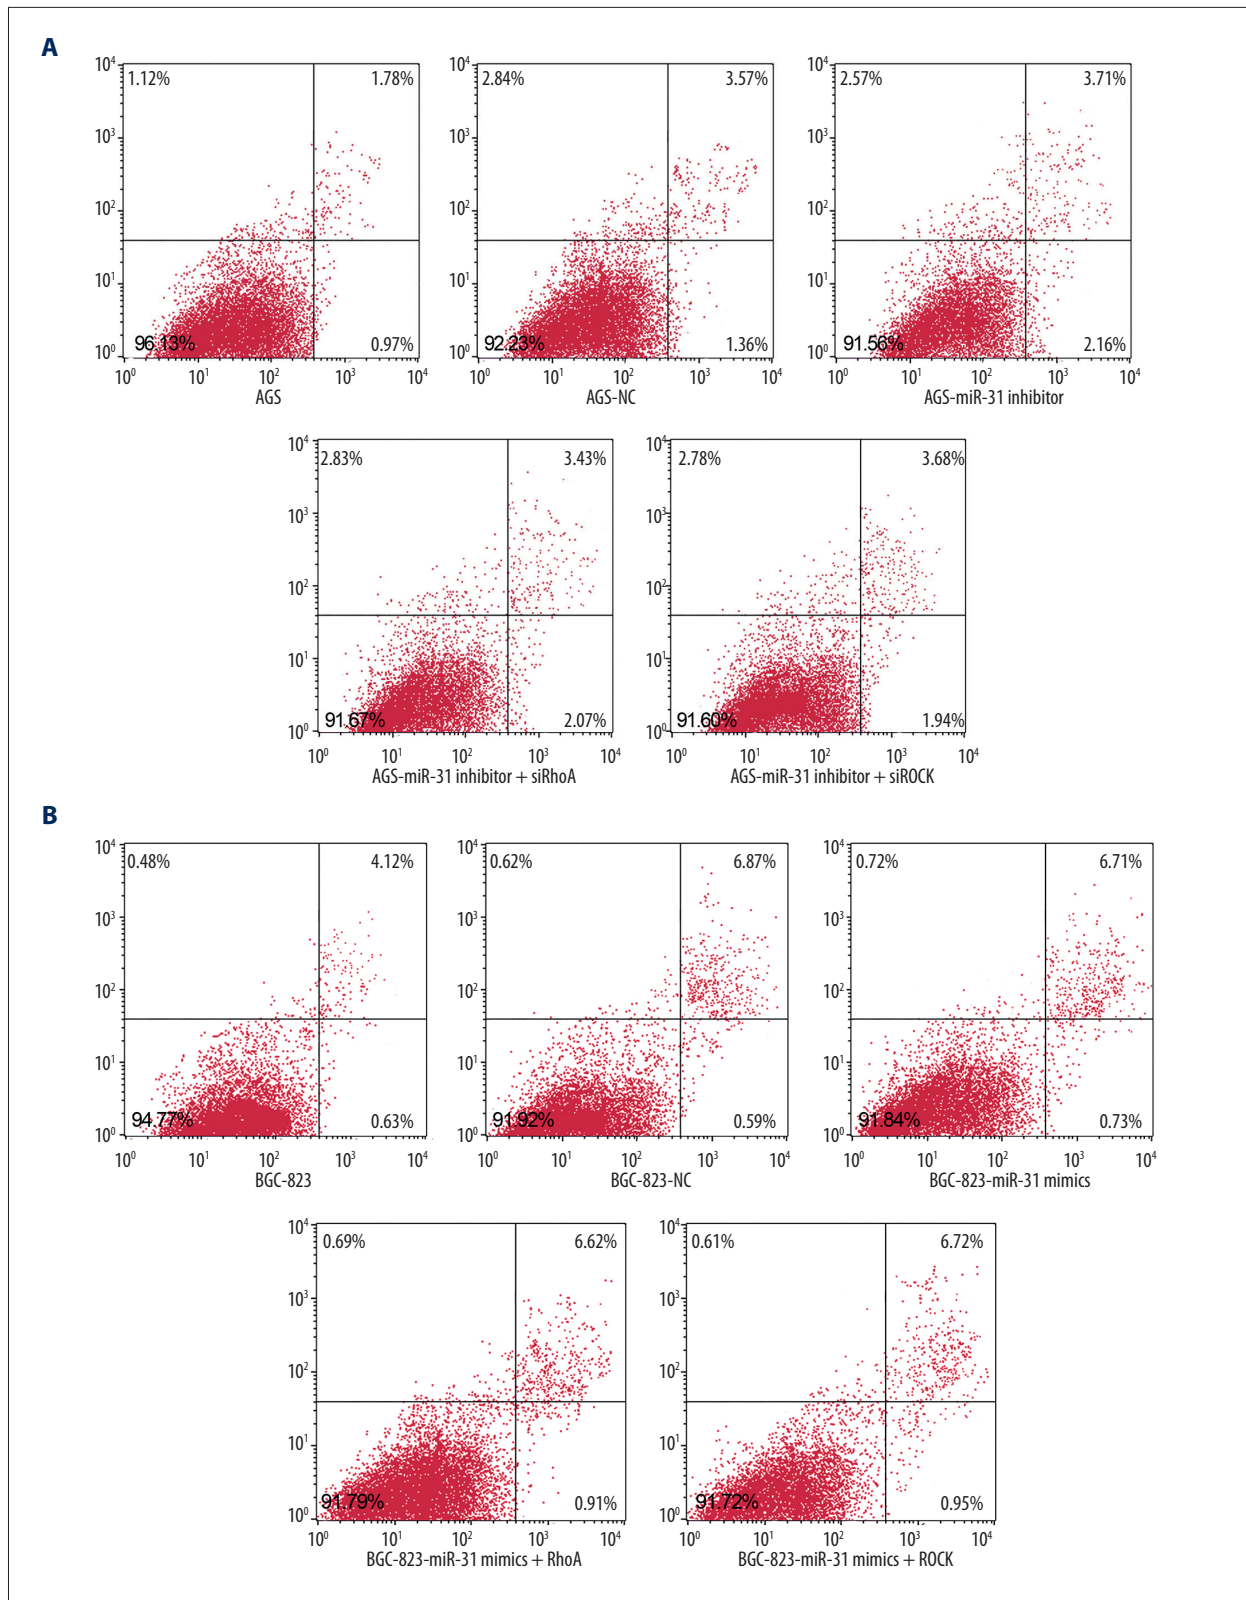 A
10⁴ 10³ 10² 10¹ 10⁰
1.12% 1.78%
96.13% 0.97%
10⁰ 10¹ 10² 10³ 10⁴
AGS
10⁴ 10³ 10² 10¹ 10⁰
2.84% 3.57%
92.23% 1.36%
10⁰ 10¹ 10² 10³ 10⁴
AGS-NC
10⁴ 10³ 10² 10¹ 10⁰
2.57% 3.71%
91.56% 2.16%
10⁰ 10¹ 10² 10³ 10⁴
AGS-miR-31 inhibitor
10⁴ 10³ 10² 10¹ 10⁰
2.83% 3.43%
91.67% 2.07%
10⁰ 10¹ 10² 10³ 10⁴
AGS-miR-31 inhibitor + siRhoA
10⁴ 10³ 10² 10¹ 10⁰
2.78% 3.68%
91.60% 1.94%
10⁰ 10¹ 10² 10³ 10⁴
AGS-miR-31 inhibitor + siROCK
B
10⁴ 10³ 10² 10¹ 10⁰
0.48% 4.12%
94.77% 0.63%
10⁰ 10¹ 10² 10³ 10⁴
BGC-823
10⁴ 10³ 10² 10¹ 10⁰
0.62% 6.87%
91.92% 0.59%
10⁰ 10¹ 10² 10³ 10⁴
BGC-823-NC
10⁴ 10³ 10² 10¹ 10⁰
0.72% 6.71%
91.84% 0.73%
10⁰ 10¹ 10² 10³ 10⁴
BGC-823-miR-31 mimics
10⁴ 10³ 10² 10¹ 10⁰
0.69% 6.62%
91.79% 0.91%
10⁰ 10¹ 10² 10³ 10⁴
BGC-823-miR-31 mimics + RhoA
10⁴ 10³ 10² 10¹ 10⁰
0.61% 6.72%
91.72% 0.95%
10⁰ 10¹ 10² 10³ 10⁴
BGC-823-miR-31 mimics + ROCK